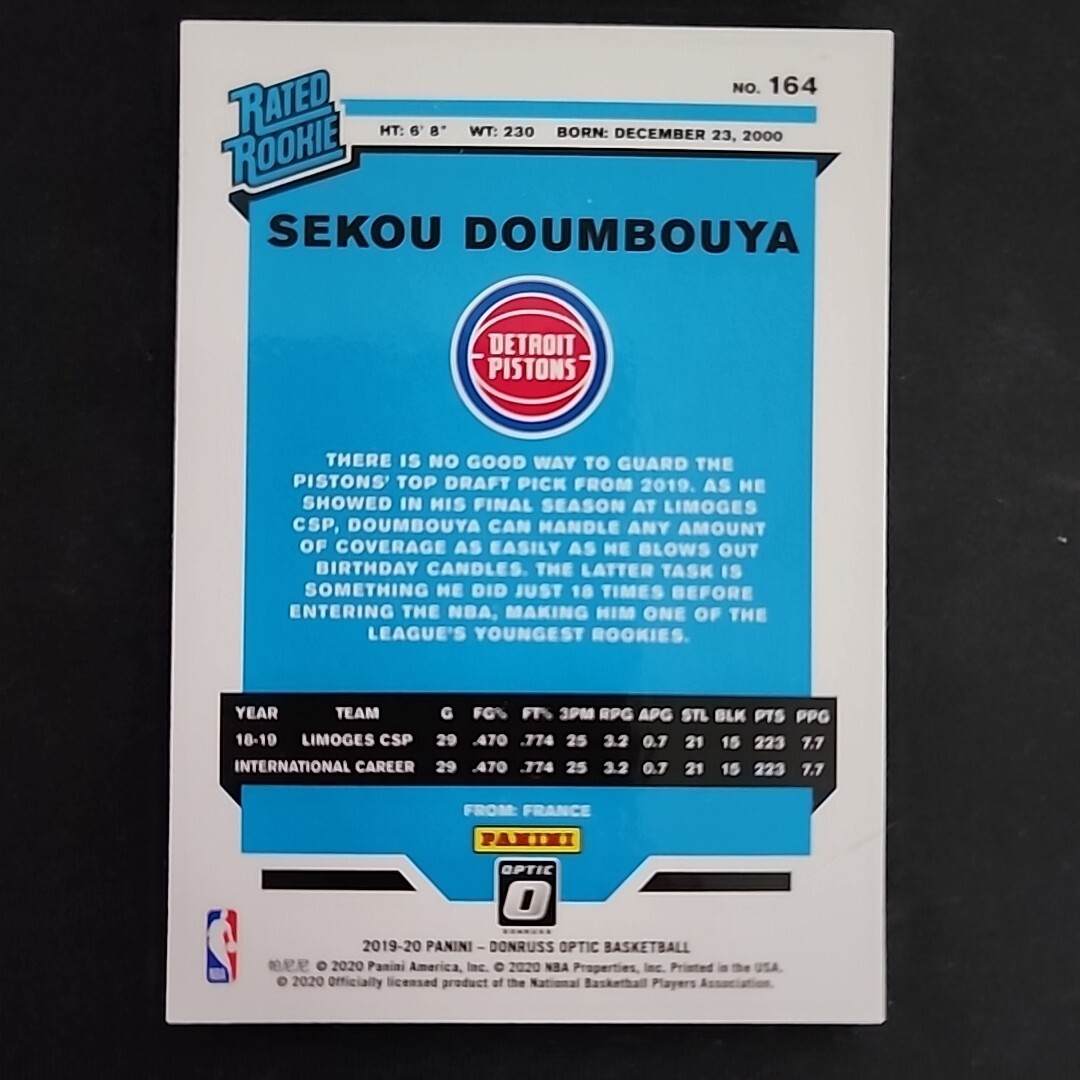 RATED
ROOKIE
NO. 164
HT: 6' 8" WT: 230 BORN: DECEMBER 23, 2000
SEKOU DOUMBOUYA
DETROIT
PISTONS
THERE IS NO GOOD WAY TO GUARD THE
PISTONS' TOP DRAFT PICK FROM 2019. AS HE
SHOWED IN HIS FINAL SEASON AT LIMOGES
CSP, DOUMBOUYA CAN HANDLE ANY AMOUNT
OF COVERAGE AS EASILY AS HE BLOWS OUT
BIRTHDAY CANDLES. THE LATTER TASK IS
SOMETHING HE DID JUST 18 TIMES BEFORE
ENTERING THE NBA, MAKING HIM ONE OF THE
LEAGUE'S YOUNGEST ROOKIES.
YEAR TEAM G FG% FT% 3PM RPG APG STL BLK PTS PPG
18-19 LIMOGES CSP 29 .470 .774 25 3.2 0.7 21 15 223 7.7
INTERNATIONAL CAREER 29 .470 .774 25 3.2 0.7 21 15 223 7.7
FROM: FRANCE
PANINI
OPTIC
O
DONRUSS
NBA
2019-20 PANINI – DONRUSS OPTIC BASKETBALL
帕尼尼 © 2020 Panini America, Inc. © 2020 NBA Properties, Inc. Printed in the USA.
© 2020 Officially licensed product of the National Basketball Players Association.